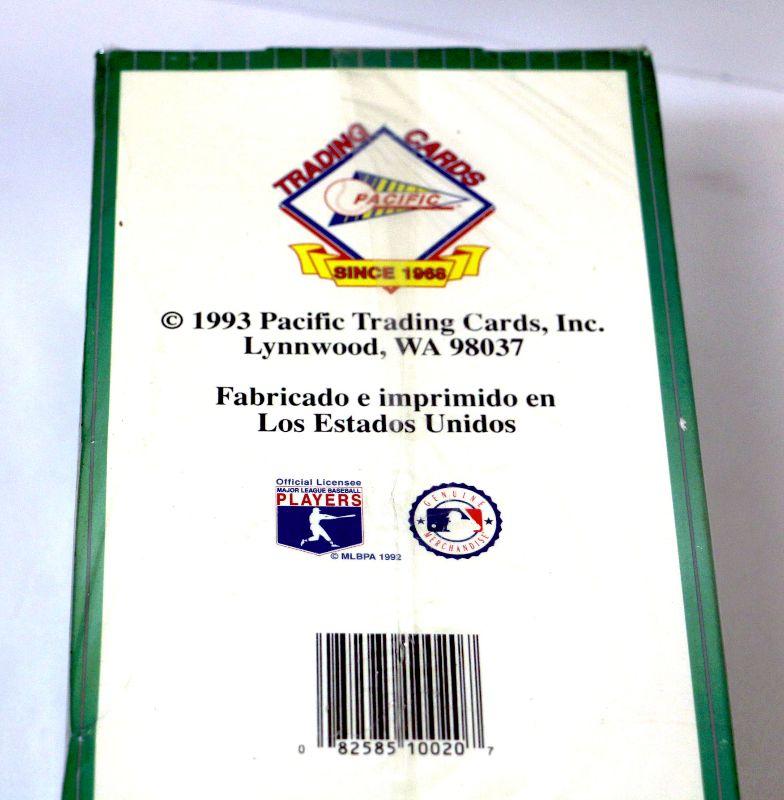 TRADING CARDS
PACIFIC
SINCE 1968
© 1993 Pacific Trading Cards, Inc.
Lynnwood, WA 98037
Fabricado e imprimido en
Los Estados Unidos
Official Licensee
MAJOR LEAGUE BASEBALL
PLAYERS
© MLBPA 1992
GENUINE
MERCHANDISE
0 82585 10020 7